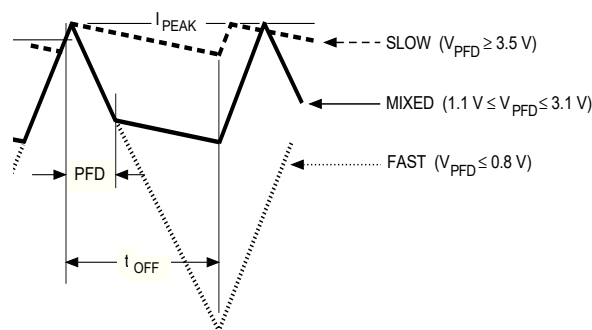 I PEAK
SLOW (V PFD ≥ 3.5 V)
MIXED (1.1 V ≤ V PFD ≤ 3.1 V)
FAST (V PFD ≤ 0.8 V)
PFD
t OFF